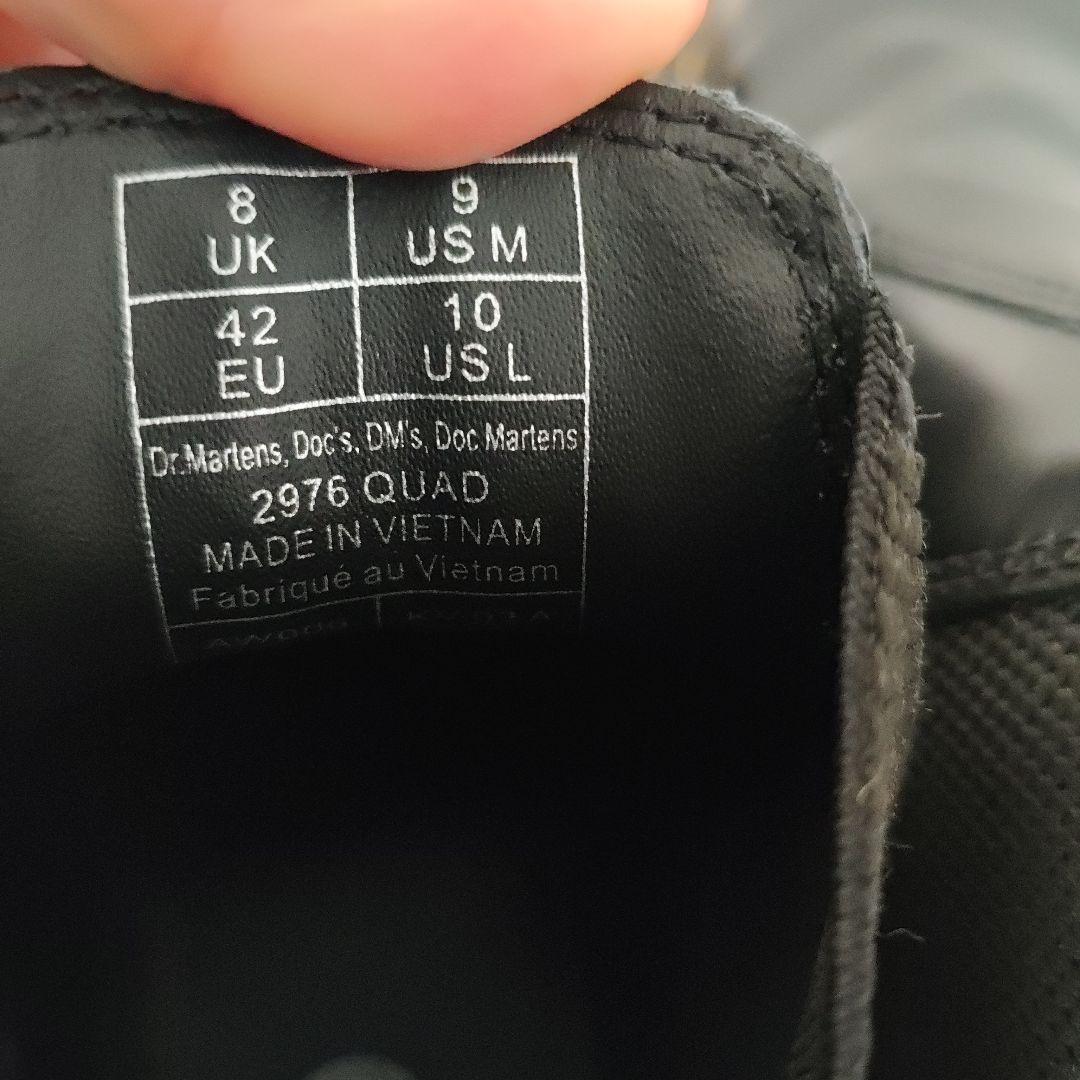 8 9
UK US M
42 10
EU US L
Dr.Martens, Doc's, DM's, Doc Martens
2976 QUAD
MADE IN VIETNAM
Fabriqué au Vietnam